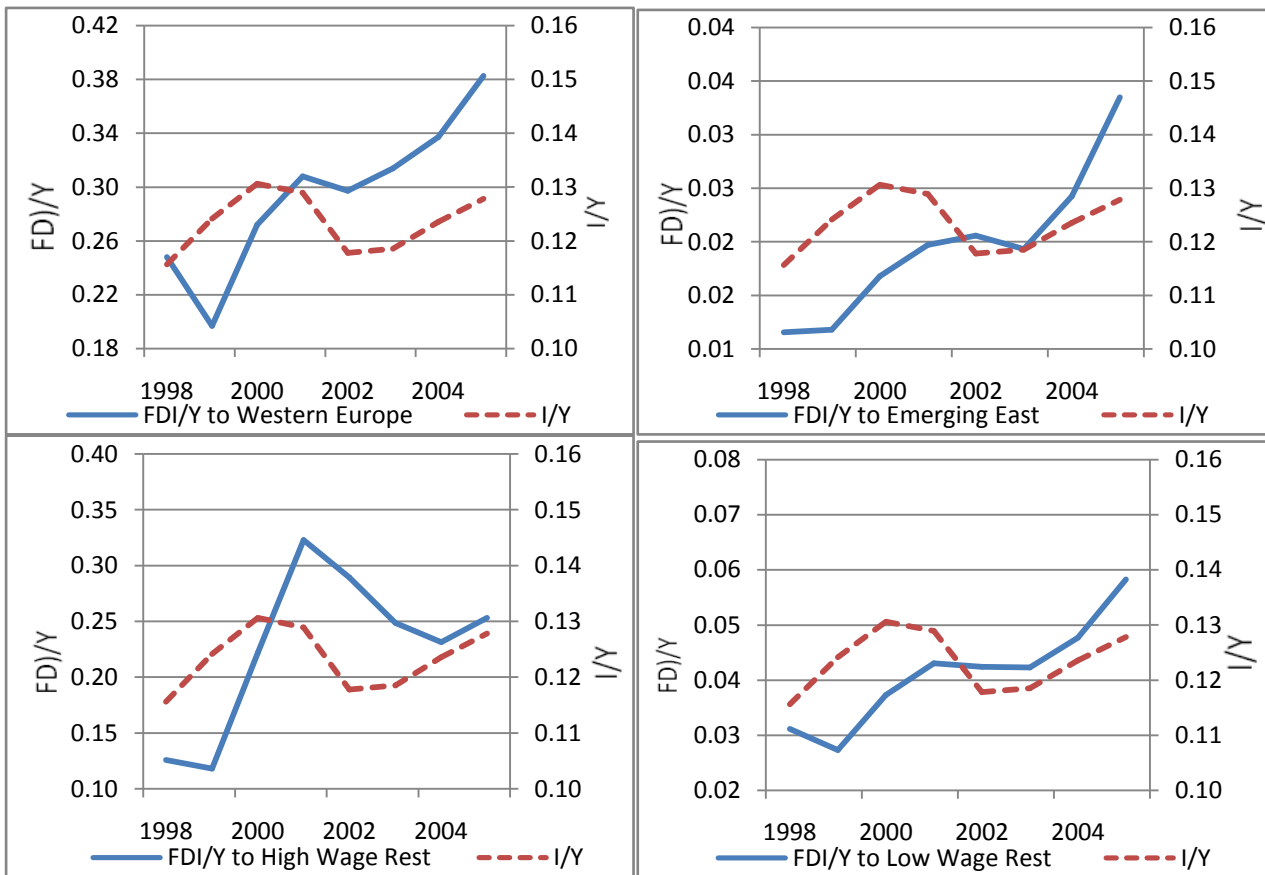 0.42 0.16
0.38 0.15
0.34 0.14
0.30 0.13
0.26 0.12
0.22 0.11
0.18 0.10
FD)/Y
I/Y
1998 2000 2002 2004
FDI/Y to Western Europe I/Y
0.04 0.16
0.04 0.15
0.03 0.14
0.03 0.13
0.02 0.12
0.02 0.11
0.01 0.10
FD)/Y
I/Y
1998 2000 2002 2004
FDI/Y to Emerging East I/Y
0.40 0.16
0.35 0.15
0.30 0.14
0.25 0.13
0.20 0.12
0.15 0.11
0.10 0.10
FD)/Y
I/Y
1998 2000 2002 2004
FDI/Y to High Wage Rest I/Y
0.08 0.16
0.07 0.15
0.06 0.14
0.05 0.13
0.04 0.12
0.03 0.11
0.02 0.10
FD)/Y
I/Y
1998 2000 2002 2004
FDI/Y to Low Wage Rest I/Y